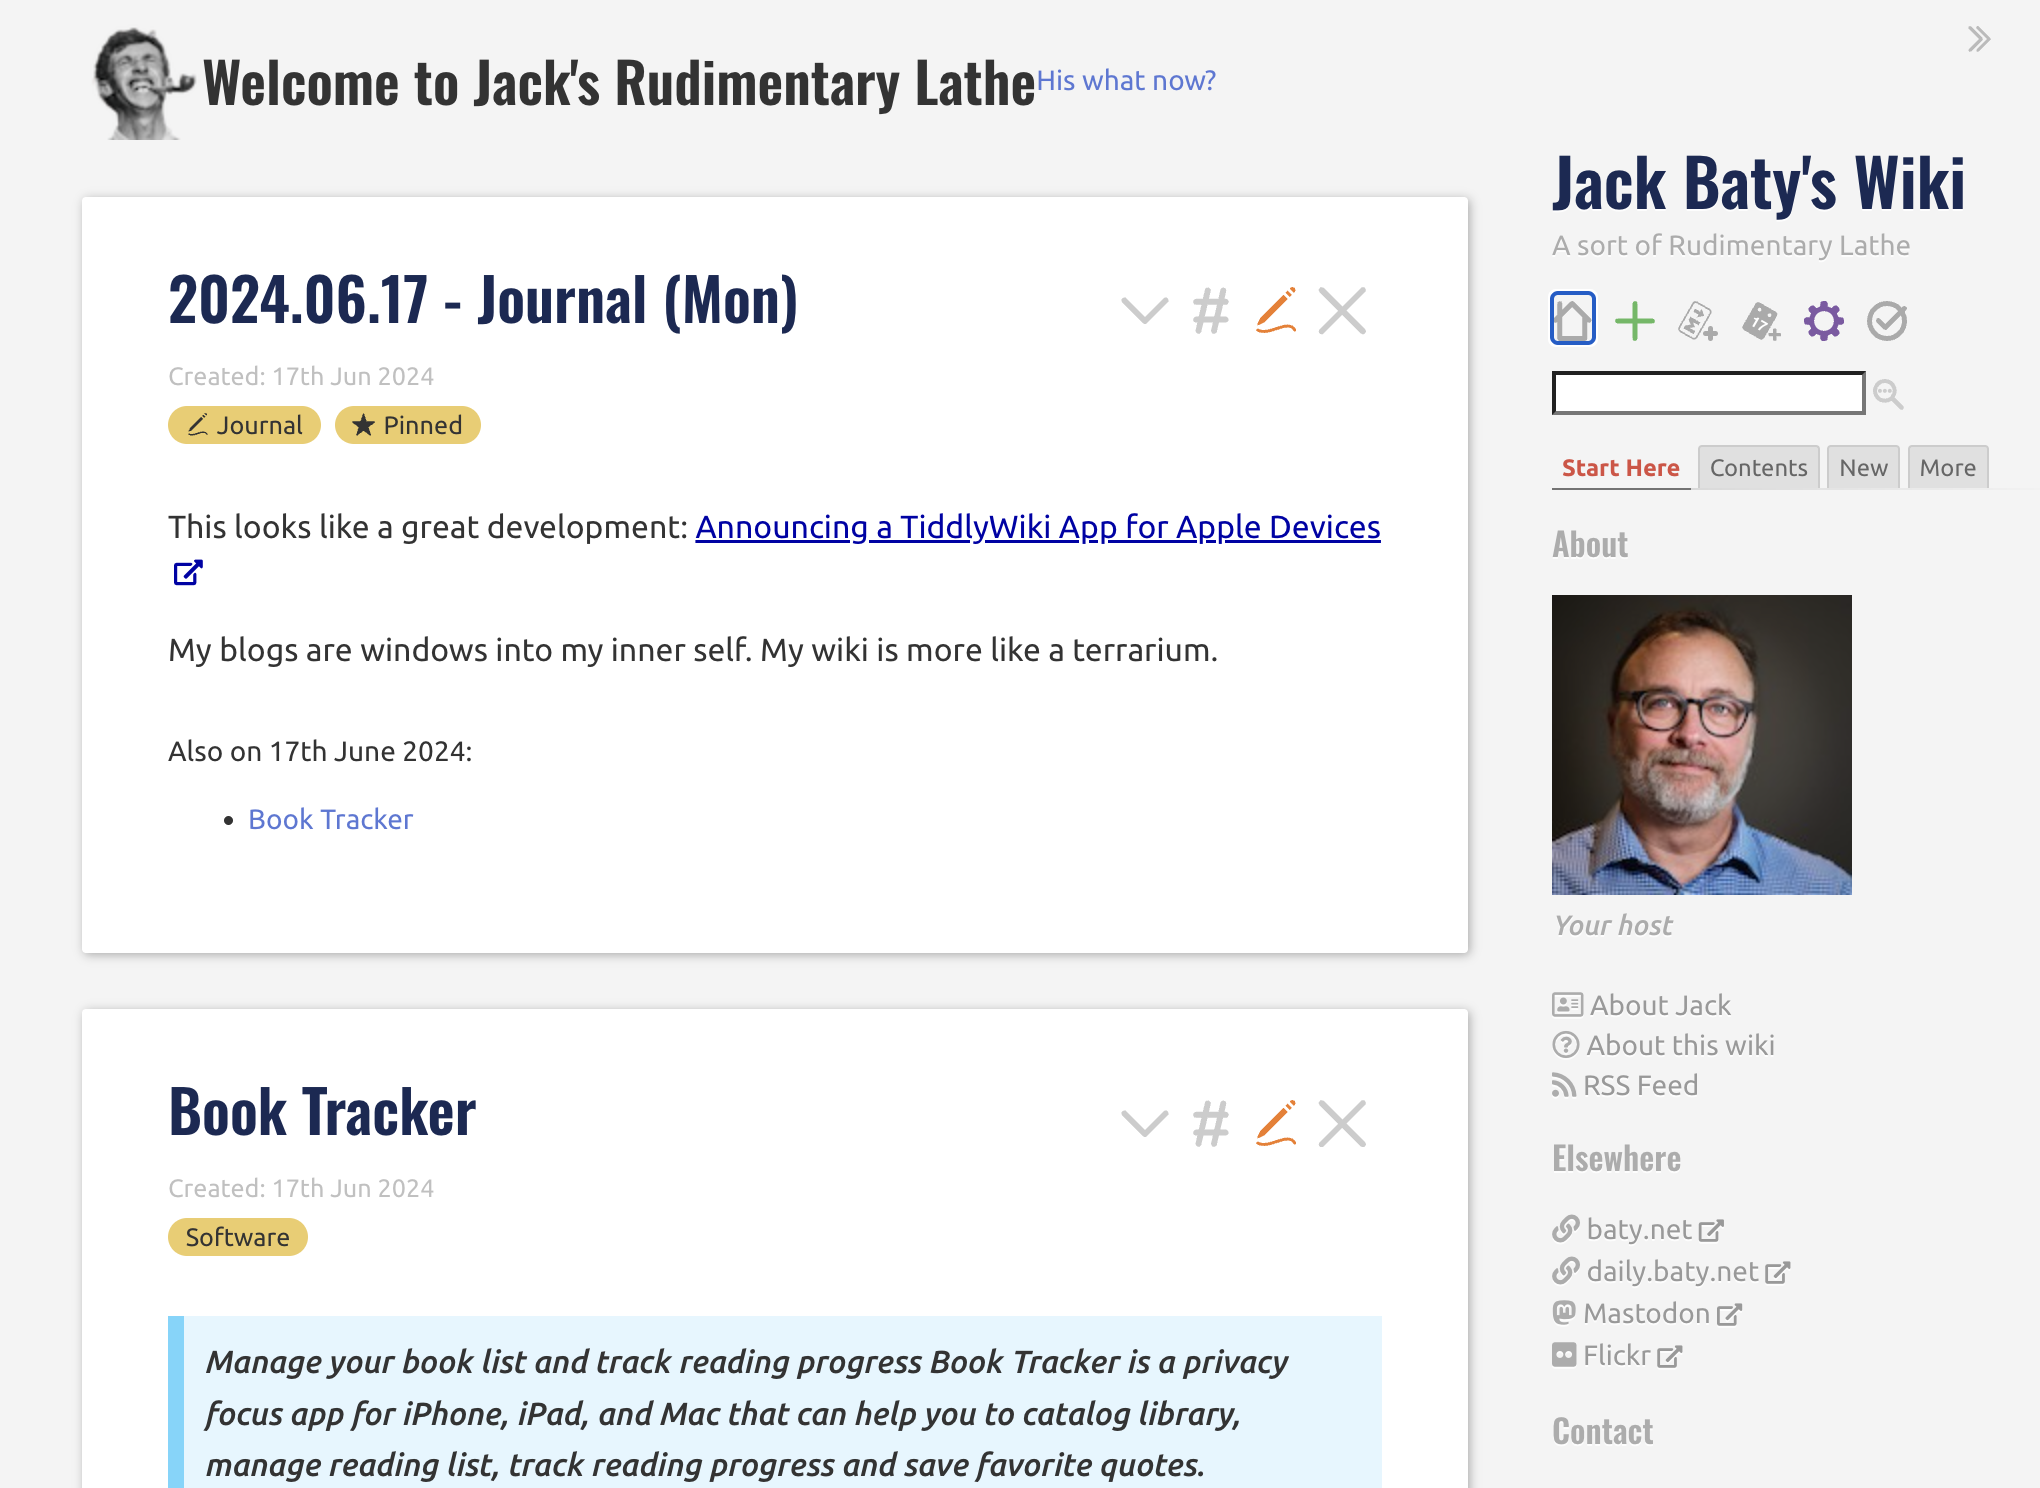 Welcome to Jack's Rudimentary Lathe
His what now?
2024.06.17 - Journal (Mon)
Created: 17th Jun 2024
Journal
Pinned
This looks like a great development: Announcing a TiddlyWiki App for Apple Devices
My blogs are windows into my inner self. My wiki is more like a terrarium.
Also on 17th June 2024:
• Book Tracker
Book Tracker
Created: 17th Jun 2024
Software
Manage your book list and track reading progress Book Tracker is a privacy
focus app for iPhone, iPad, and Mac that can help you to catalog library,
manage reading list, track reading progress and save favorite quotes.
Jack Baty's Wiki
A sort of Rudimentary Lathe
M
17
Start Here
Contents
New
More
About
Your host
About Jack
About this wiki
RSS Feed
Elsewhere
baty.net
daily.baty.net
Mastodon
Flickr
Contact